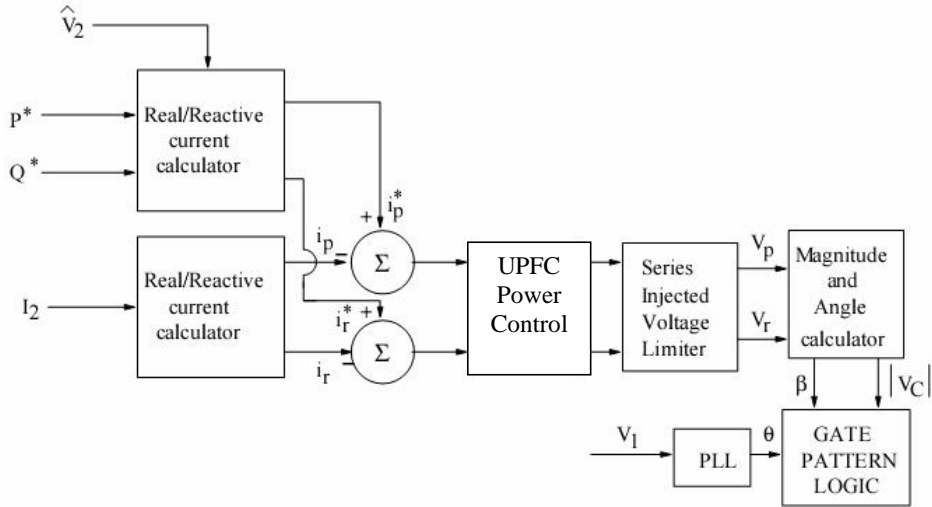 V̂2
P*
Q*
Real/Reactive
current
calculator
i*p
+
ip
−
Σ
I2
Real/Reactive
current
calculator
i*r
+
ir
−
Σ
UPFC
Power
Control
Series
Injected
Voltage
Limiter
Vp
Vr
Magnitude
and
Angle
calculator
β
|VC|
V1
PLL
θ
GATE
PATTERN
LOGIC